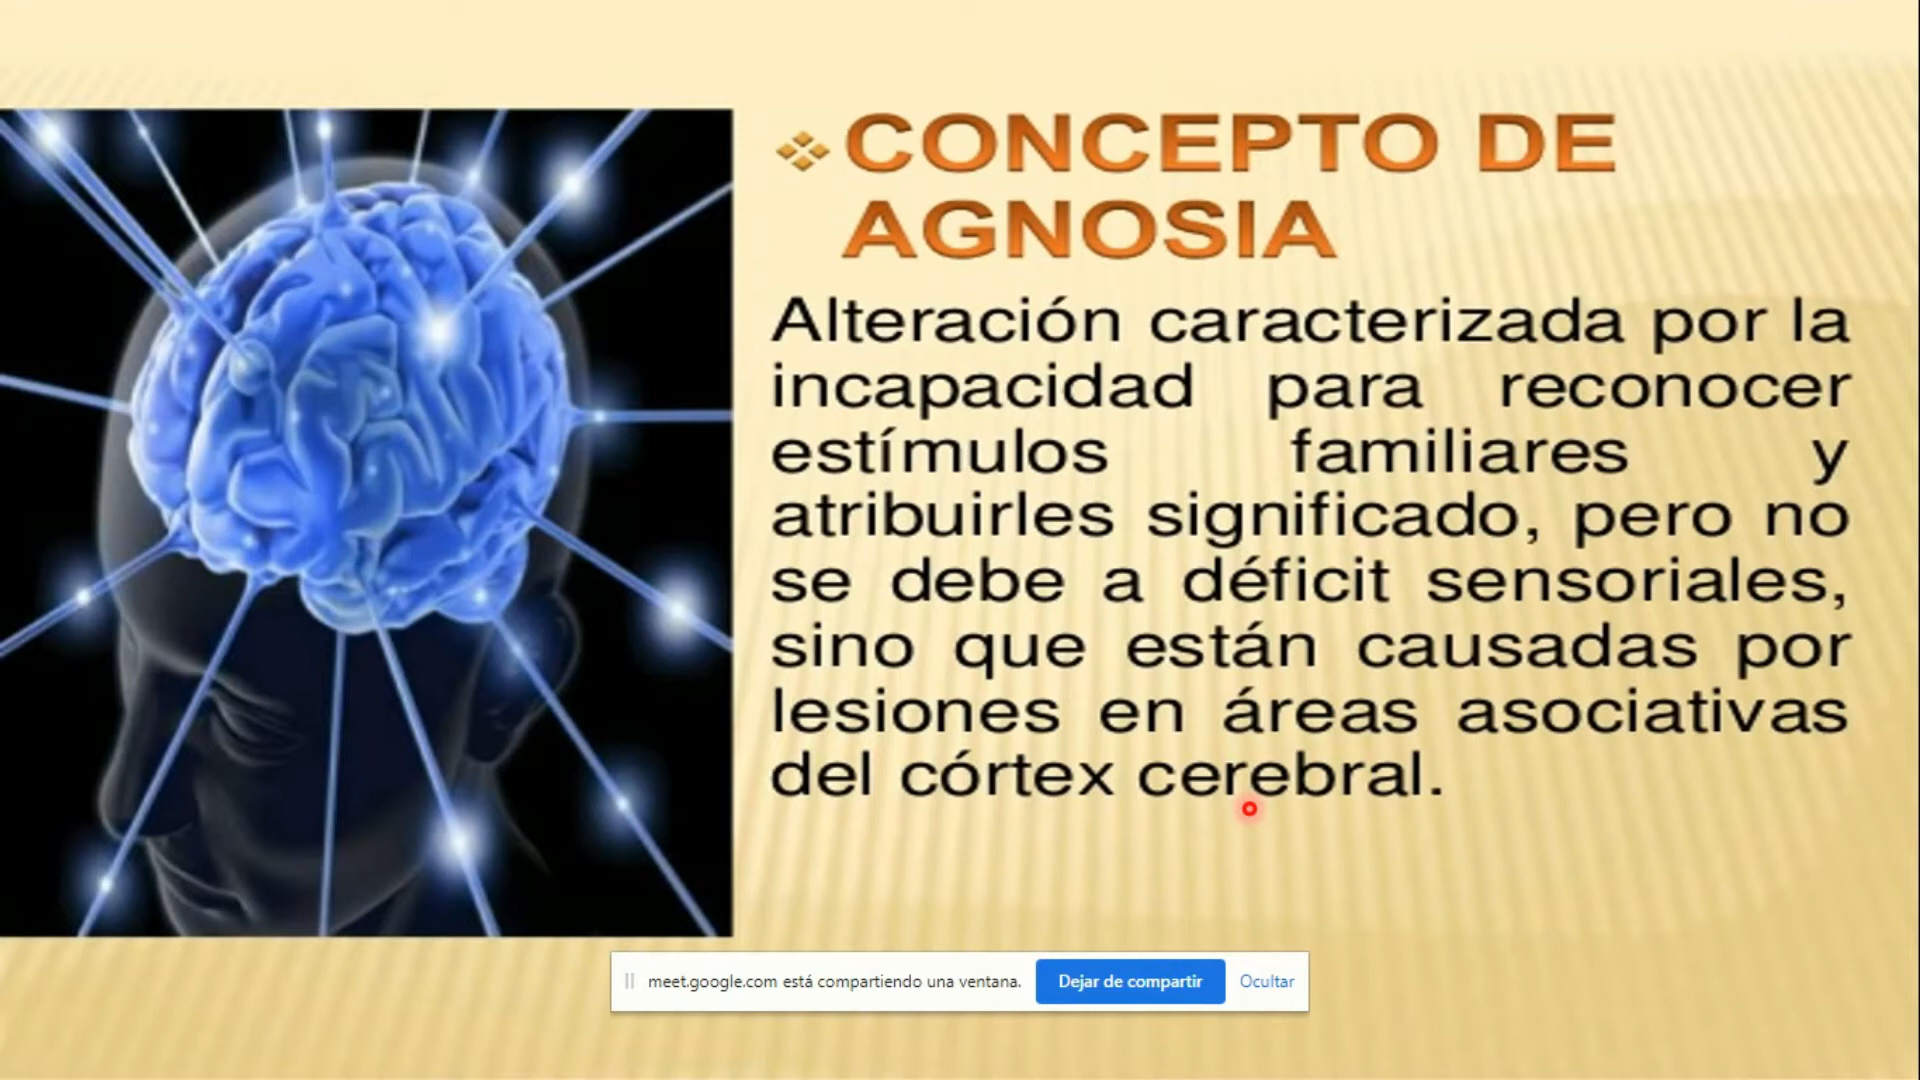 CONCEPTO DE
AGNOSIA
Alteración caracterizada por la
incapacidad para reconocer
estímulos familiares y
atribuirles significado, pero no
se debe a déficit sensoriales,
sino que están causadas por
lesiones en áreas asociativas
del córtex cerebral.
meet.google.com está compartiendo una ventana. Dejar de compartir Ocultar